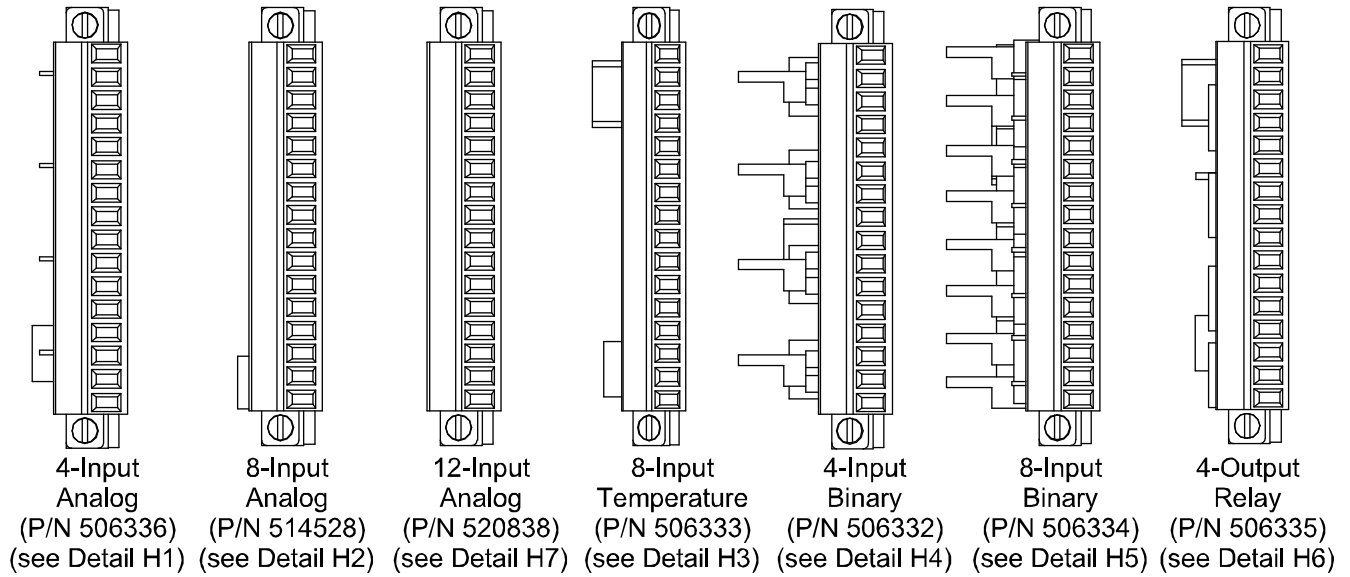 4-Input
Analog
(P/N 506336)
(see Detail H1)
8-Input
Analog
(P/N 514528)
(see Detail H2)
12-Input
Analog
(P/N 520838)
(see Detail H7)
8-Input
Temperature
(P/N 506333)
(see Detail H3)
4-Input
Binary
(P/N 506332)
(see Detail H4)
8-Input
Binary
(P/N 506334)
(see Detail H5)
4-Output
Relay
(P/N 506335)
(see Detail H6)